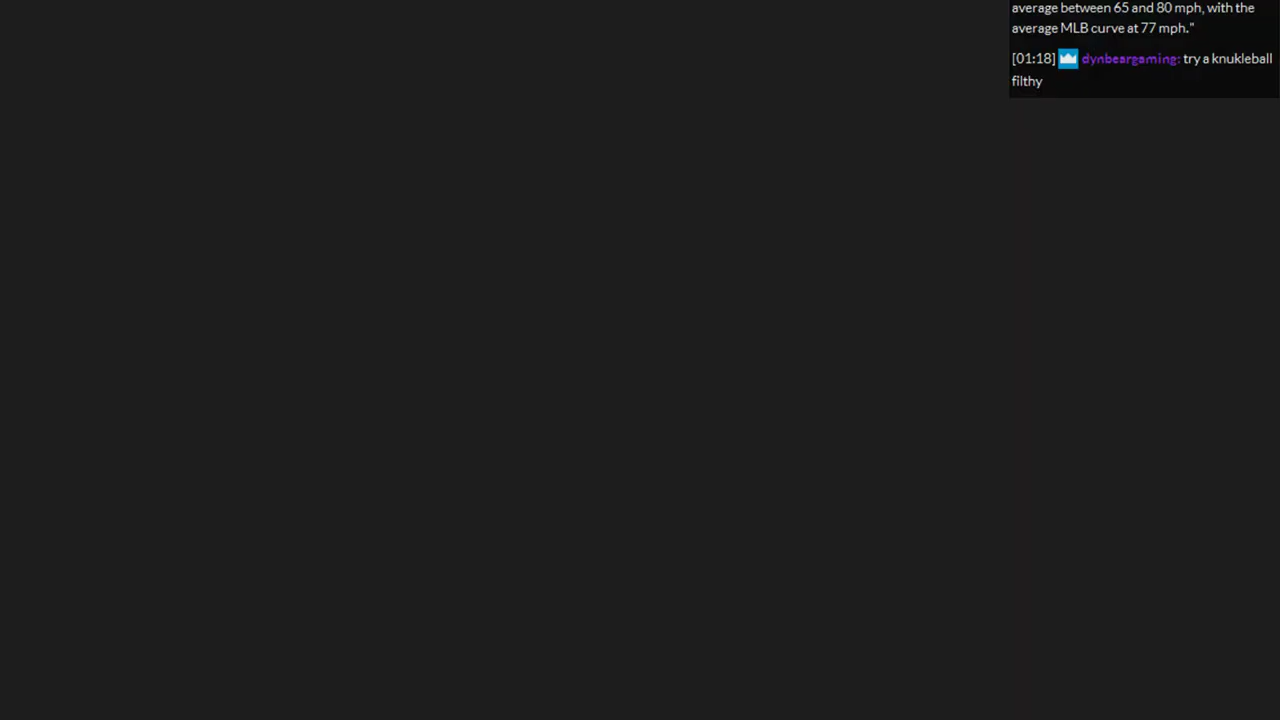 average between 65 and 80 mph, with the
average MLB curve at 77 mph."
[01:18] dynbeargaming: try a knukleball
filthy